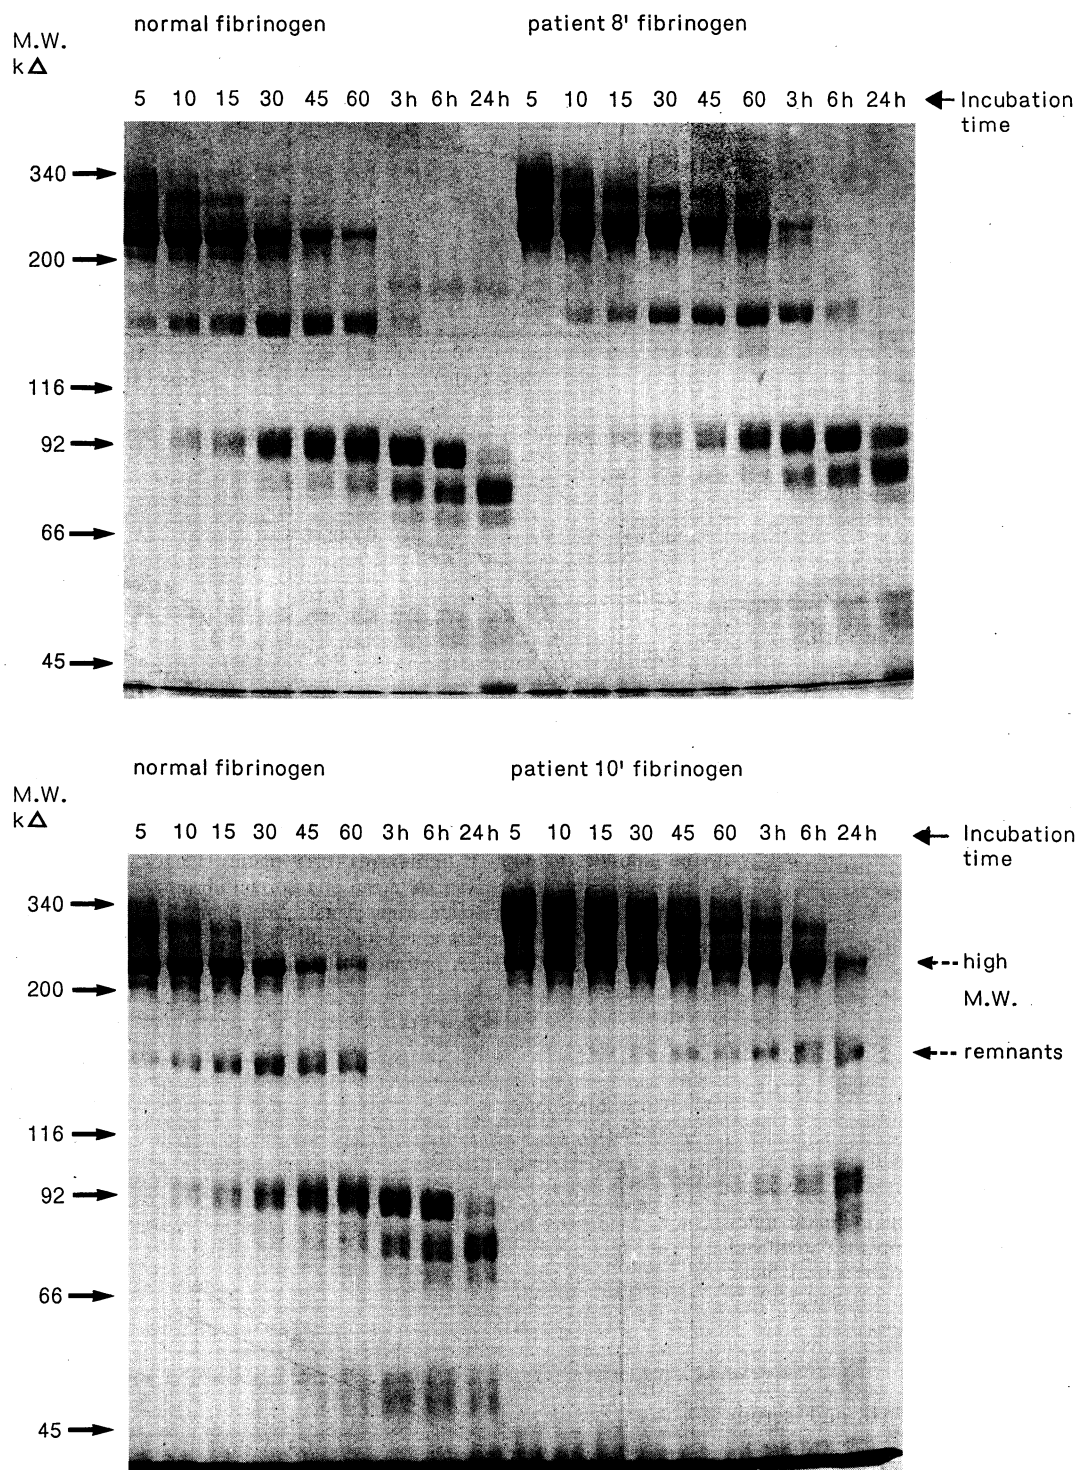 normal fibrinogen patient 8' fibrinogen
M.W.
kΔ
5 10 15 30 45 60 3h 6h 24h 5 10 15 30 45 60 3h 6h 24h Incubation
time
340
200
116
92
66
45
normal fibrinogen patient 10' fibrinogen
M.W.
kΔ
5 10 15 30 45 60 3h 6h 24h 5 10 15 30 45 60 3h 6h 24h Incubation
time
340
high
200 M.W.
remnants
116
92
66
45